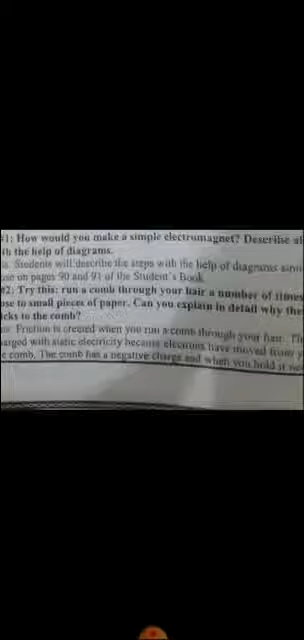 #1: How would you make a simple electromagnet? Describe
th the help of diagrams.
Students will describe the steps with the help of diagrams
on pages 90 and 91 of the Student's Book
#2: Try this: run a comb through your hair a number of
ose to small pieces of paper. Can you explain in detail why
icks to the comb?
Friction is created when you run a comb through your hair.
arged with static electricity because electrons have moved from
e comb. The comb has a negative charge and when you hold it